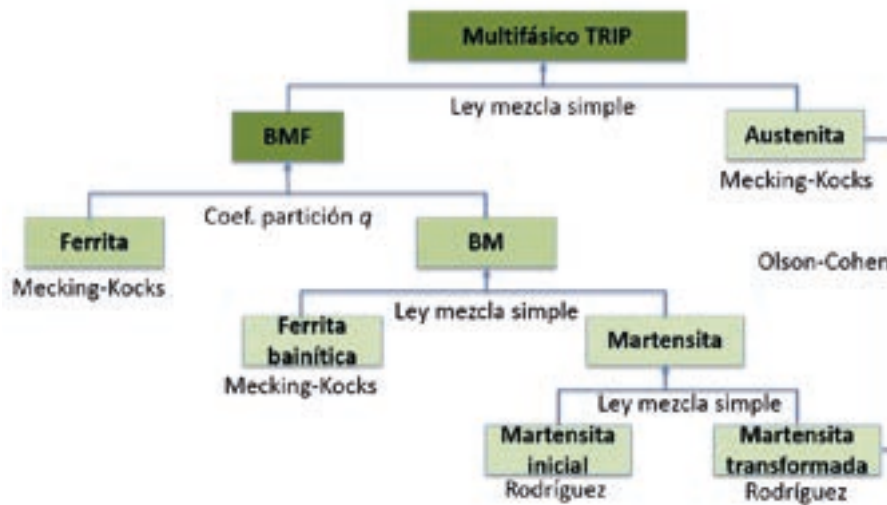 Multifásico TRIP
Ley mezcla simple
BMF
Austenita
Mecking-Kocks
Coef. partición q
Ferrita
BM
Mecking-Kocks
Olson-Cohen
Ley mezcla simple
Ferrita
bainítica
Martensita
Mecking-Kocks
Ley mezcla simple
Martensita
inicial
Rodríguez
Martensita
transformada
Rodríguez